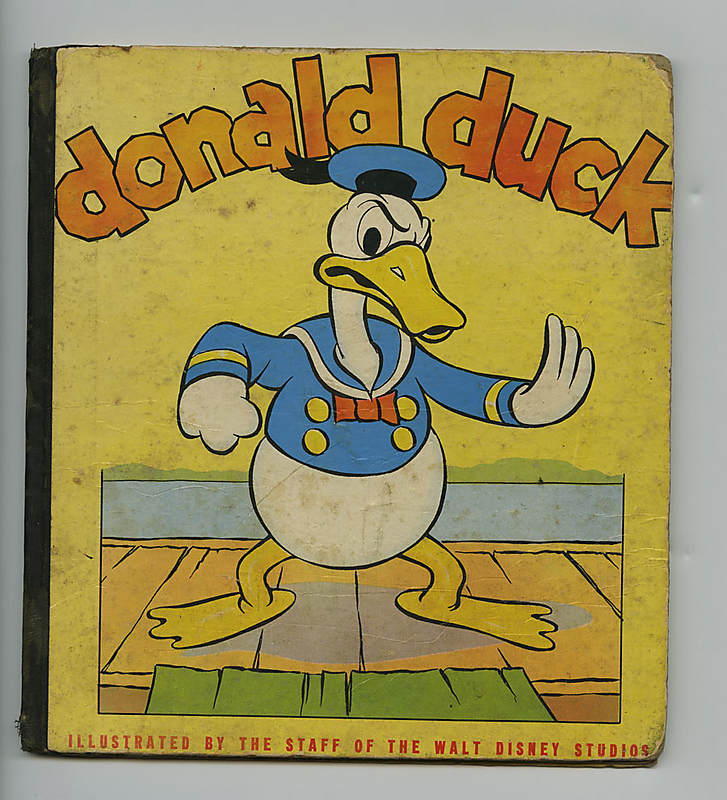 donald duck
ILLUSTRATED BY THE STAFF OF THE WALT DISNEY STUDIOS